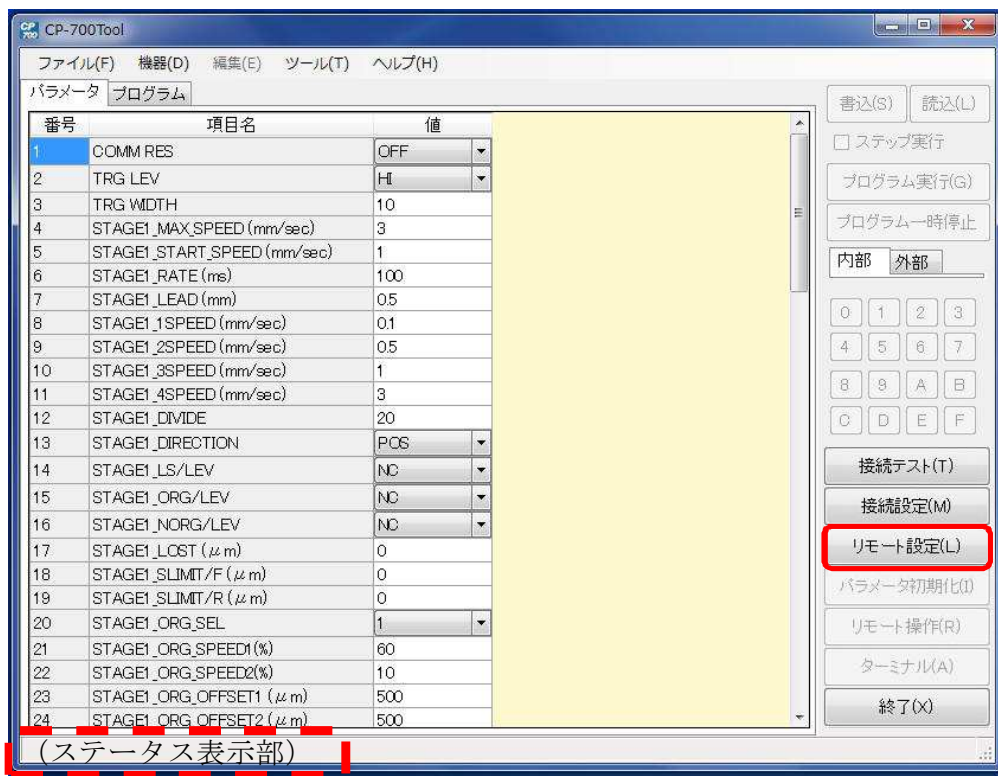 CP-700Tool
ファイル(F) 機器(D) 編集(E) ツール(T) ヘルプ(H)
パラメータ プログラム
番号 項目名 値
1 COMM RES OFF
2 TRG LEV HI
3 TRG WIDTH 10
4 STAGE1_MAX_SPEED(mm/sec) 3
5 STAGE1_START_SPEED(mm/sec) 1
6 STAGE1_RATE(ms) 100
7 STAGE1_LEAD(mm) 0.5
8 STAGE1_1SPEED(mm/sec) 0.1
9 STAGE1_2SPEED(mm/sec) 0.5
10 STAGE1_3SPEED(mm/sec) 1
11 STAGE1_4SPEED(mm/sec) 3
12 STAGE1_DIVIDE 20
13 STAGE1_DIRECTION POS
14 STAGE1_LS/LEV NC
15 STAGE1_ORG/LEV NC
16 STAGE1_NORG/LEV NC
17 STAGE1_LOST(μm) 0
18 STAGE1_SLIMIT/F(μm) 0
19 STAGE1_SLIMIT/R(μm) 0
20 STAGE1_ORG_SEL 1
21 STAGE1_ORG_SPEED1(%) 60
22 STAGE1_ORG_SPEED2(%) 10
23 STAGE1_ORG_OFFSET1(μm) 500
24 STAGE1_ORG_OFFSET2(μm) 500
書込(S) 読込(L)
ステップ実行
プログラム実行(G)
プログラム一時停止
内部 外部
0 1 2 3
4 5 6 7
8 9 A B
C D E F
接続テスト(T)
接続設定(M)
リモート設定(L)
パラメータ初期化(I)
リモート操作(R)
ターミナル(A)
終了(X)
(ステータス表示部)